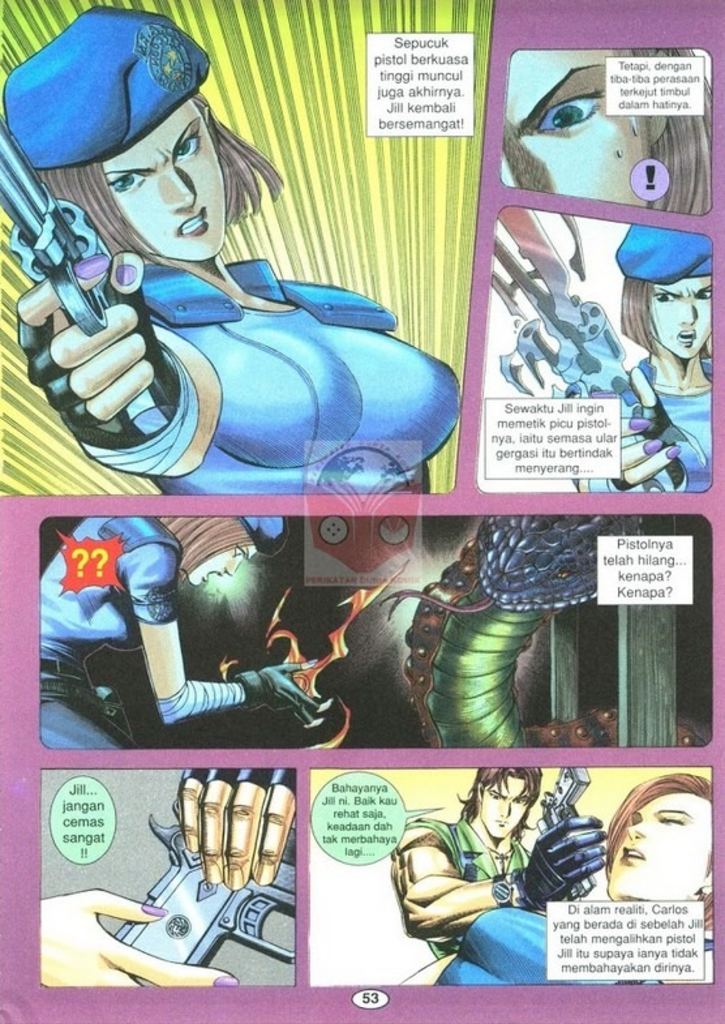 Sepucuk
pistol berkuasa
tinggi muncul
juga akhirnya.
Jill kembali
bersemangat!
Tetapi, dengan
tiba-tiba perasaan
terkejut timbul
dalam hatinya.
!
Sewaktu Jill ingin
memetik picu pistol-
nya, iaitu semasa ular
gergasi itu bertindak
menyerang....
??
Pistolnya
telah hilang...
kenapa?
Kenapa?
PERIKATAN DUNIA KOMIK
Jill...
jangan
cemas
sangat
!!
Bahayanya
Jill ni. Baik kau
rehat saja,
keadaan dah
tak merbahaya
lagi....
Di alam realiti, Carlos
yang berada di sebelah Jill
telah mengalihkan pistol
Jill itu supaya ianya tidak
membahayakan dirinya.
53